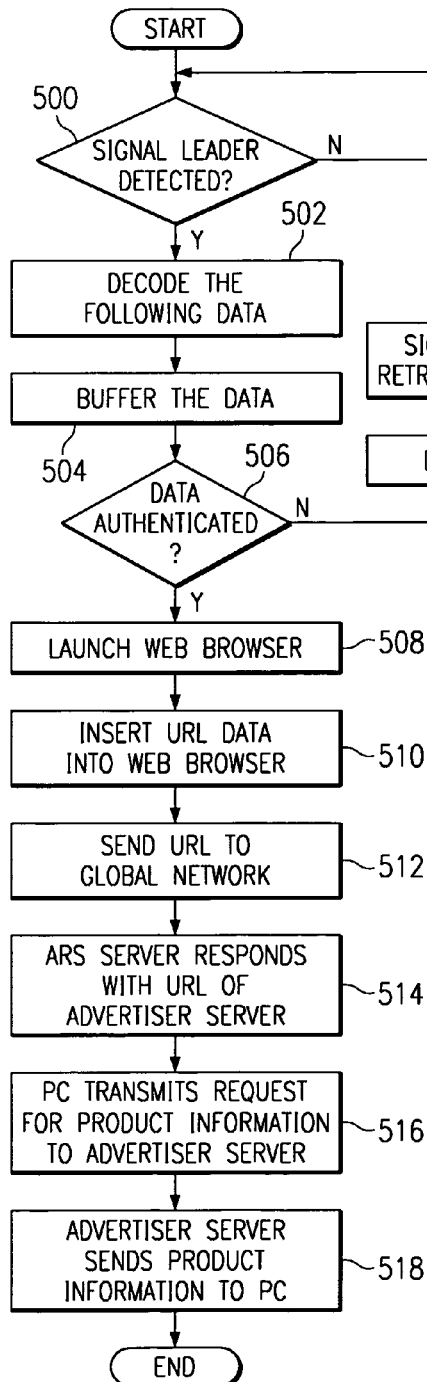 START
500
SIGNAL LEADER
DETECTED?
N
Y
502
DECODE THE
FOLLOWING DATA
BUFFER THE DATA
504
506
DATA
AUTHENTICATED
?
N
Y
LAUNCH WEB BROWSER
508
INSERT URL DATA
INTO WEB BROWSER
510
SEND URL TO
GLOBAL NETWORK
512
ARS SERVER RESPONDS
WITH URL OF
ADVERTISER SERVER
514
PC TRANSMITS REQUEST
FOR PRODUCT INFORMATION
TO ADVERTISER SERVER
516
ADVERTISER SERVER
SENDS PRODUCT
INFORMATION TO PC
518
END